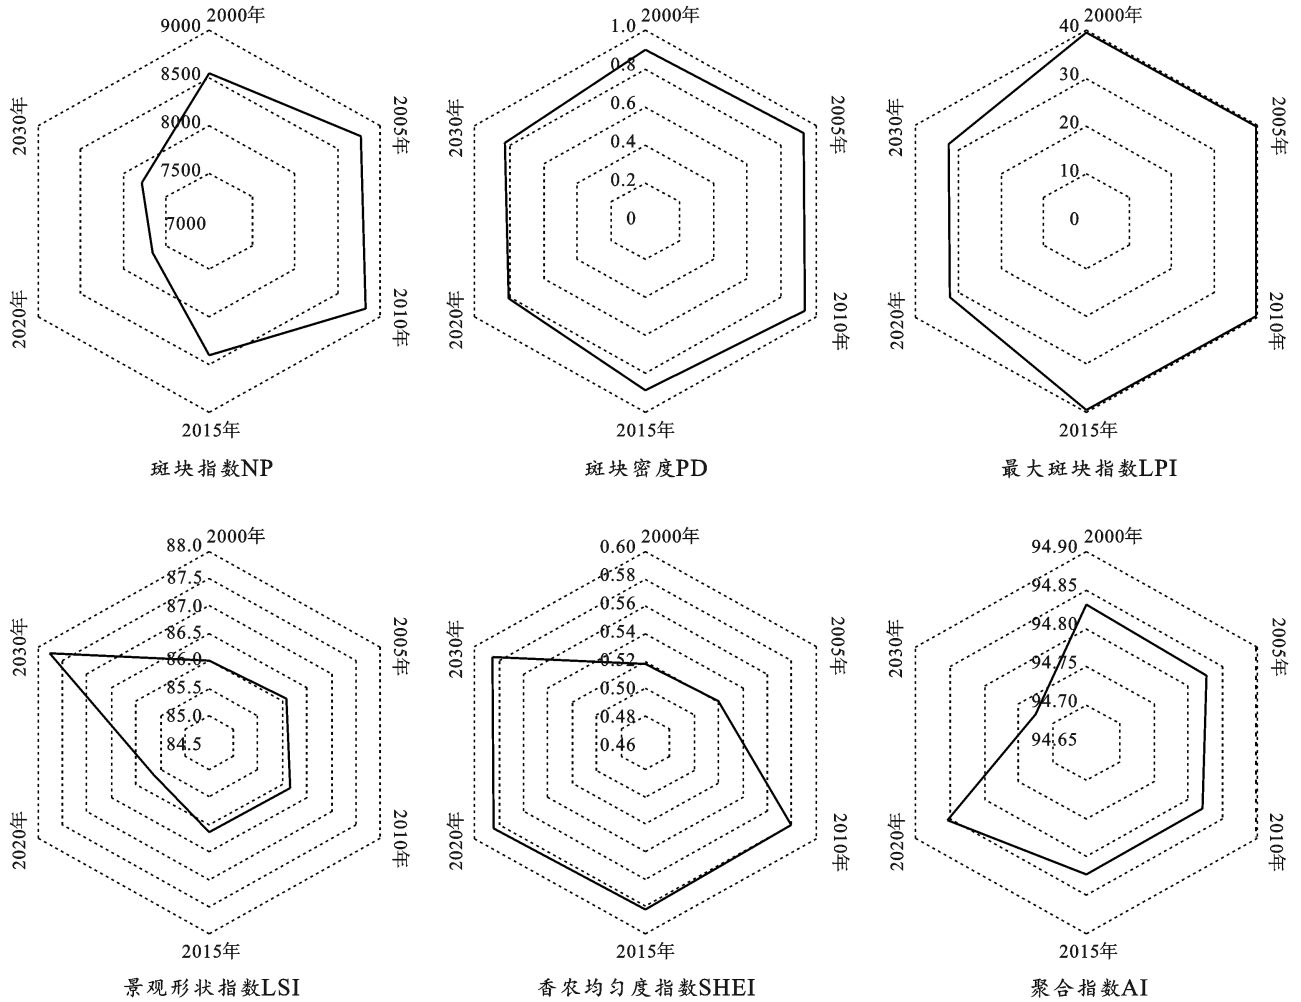 2000年
9000
8500
8000
7500
7000
2005年
2010年
2015年
2020年
2030年
斑块指数NP
2000年
1.0
0.8
0.6
0.4
0.2
0
2005年
2010年
2015年
2020年
2030年
斑块密度PD
2000年
40
30
20
10
0
2005年
2010年
2015年
2020年
2030年
最大斑块指数LPI
2000年
88.0
87.5
87.0
86.5
86.0
85.5
85.0
84.5
2005年
2010年
2015年
2020年
2030年
景观形状指数LSI
2000年
0.60
0.58
0.56
0.54
0.52
0.50
0.48
0.46
2005年
2010年
2015年
2020年
2030年
香农均匀度指数SHEI
2000年
94.90
94.85
94.80
94.75
94.70
94.65
2005年
2010年
2015年
2020年
2030年
聚合指数AI